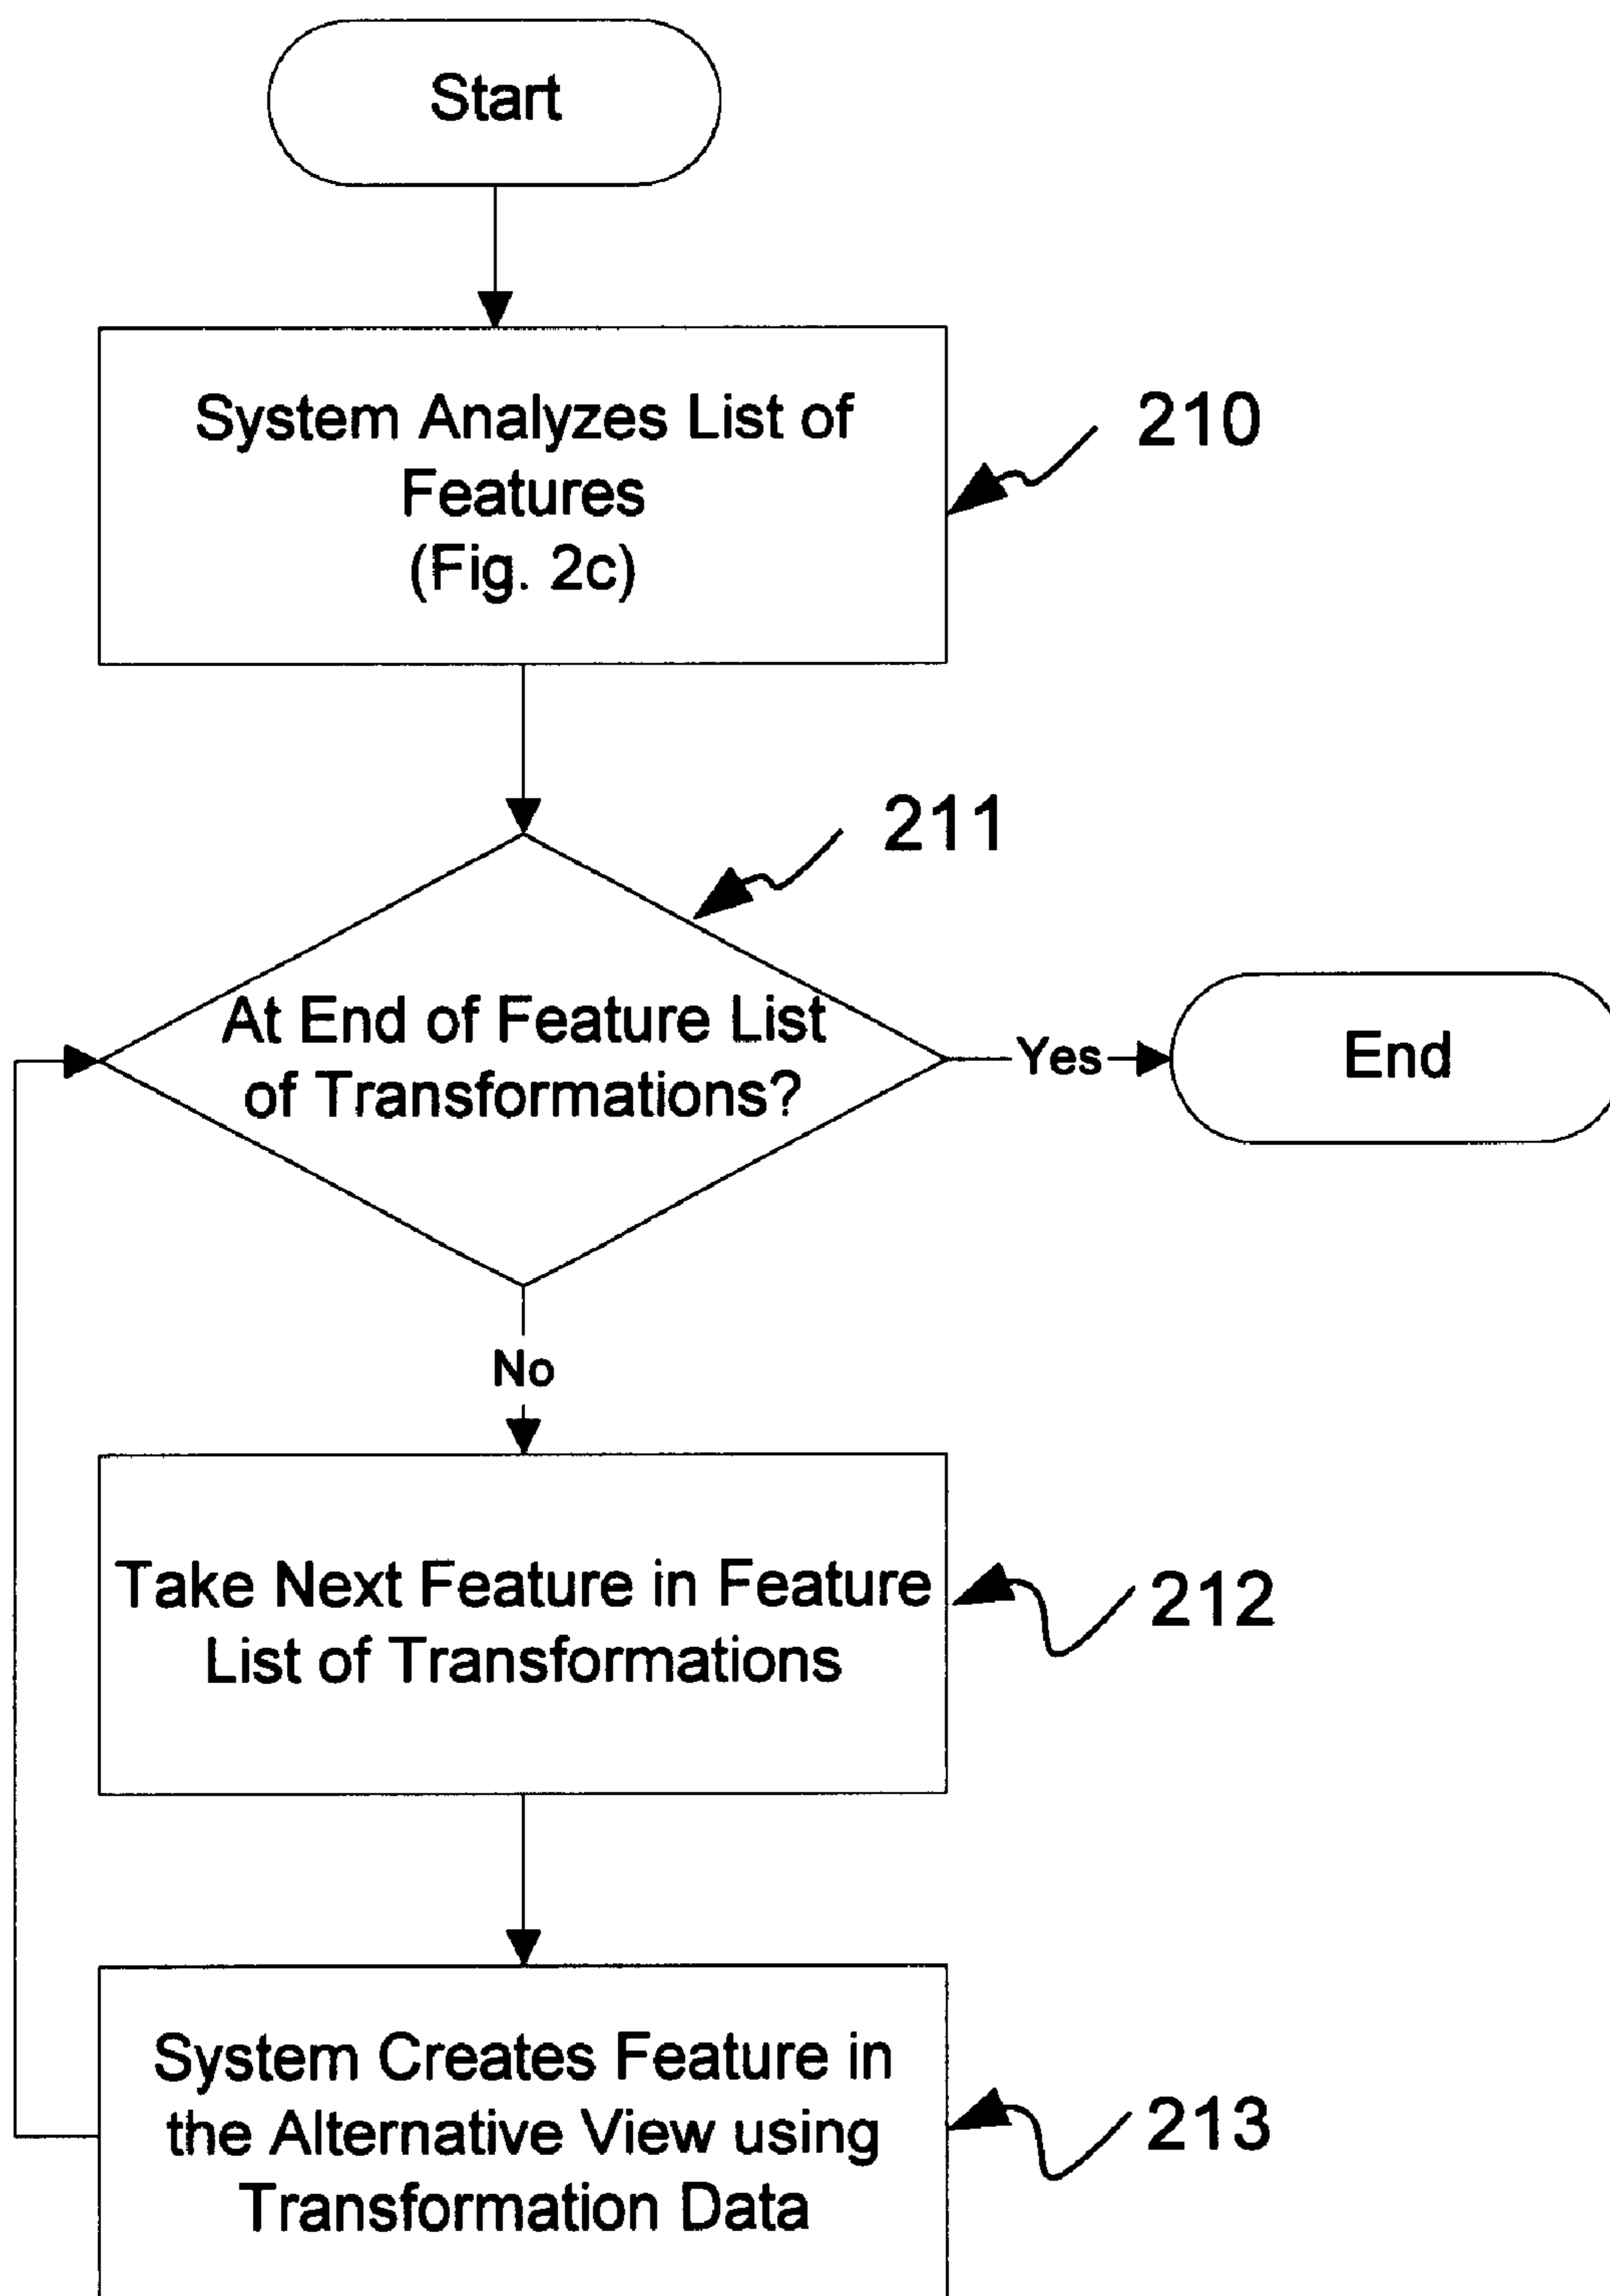 Start
System Analyzes List of
Features
(Fig. 2c)
210
211
At End of Feature List
of Transformations?
Yes
End
No
Take Next Feature in Feature
List of Transformations
212
System Creates Feature in
the Alternative View using
Transformation Data
213